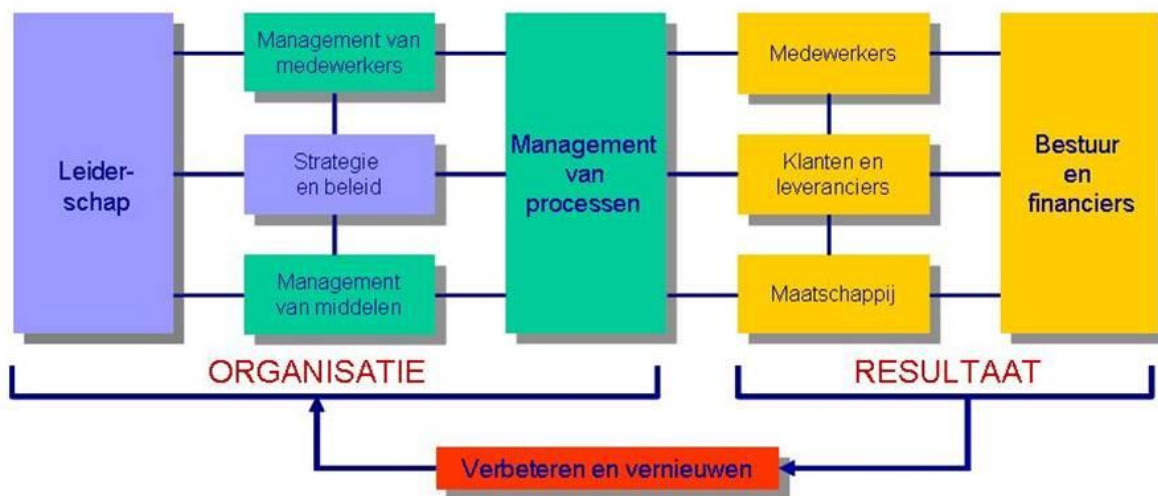 Leider-
schap
Management van
medewerkers
Strategie
en beleid
Management
van middelen
Management
van
processen
Medewerkers
Klanten en
leveranciers
Maatschappij
Bestuur
en
financiers
ORGANISATIE
RESULTAAT
Verbeteren en vernieuwen